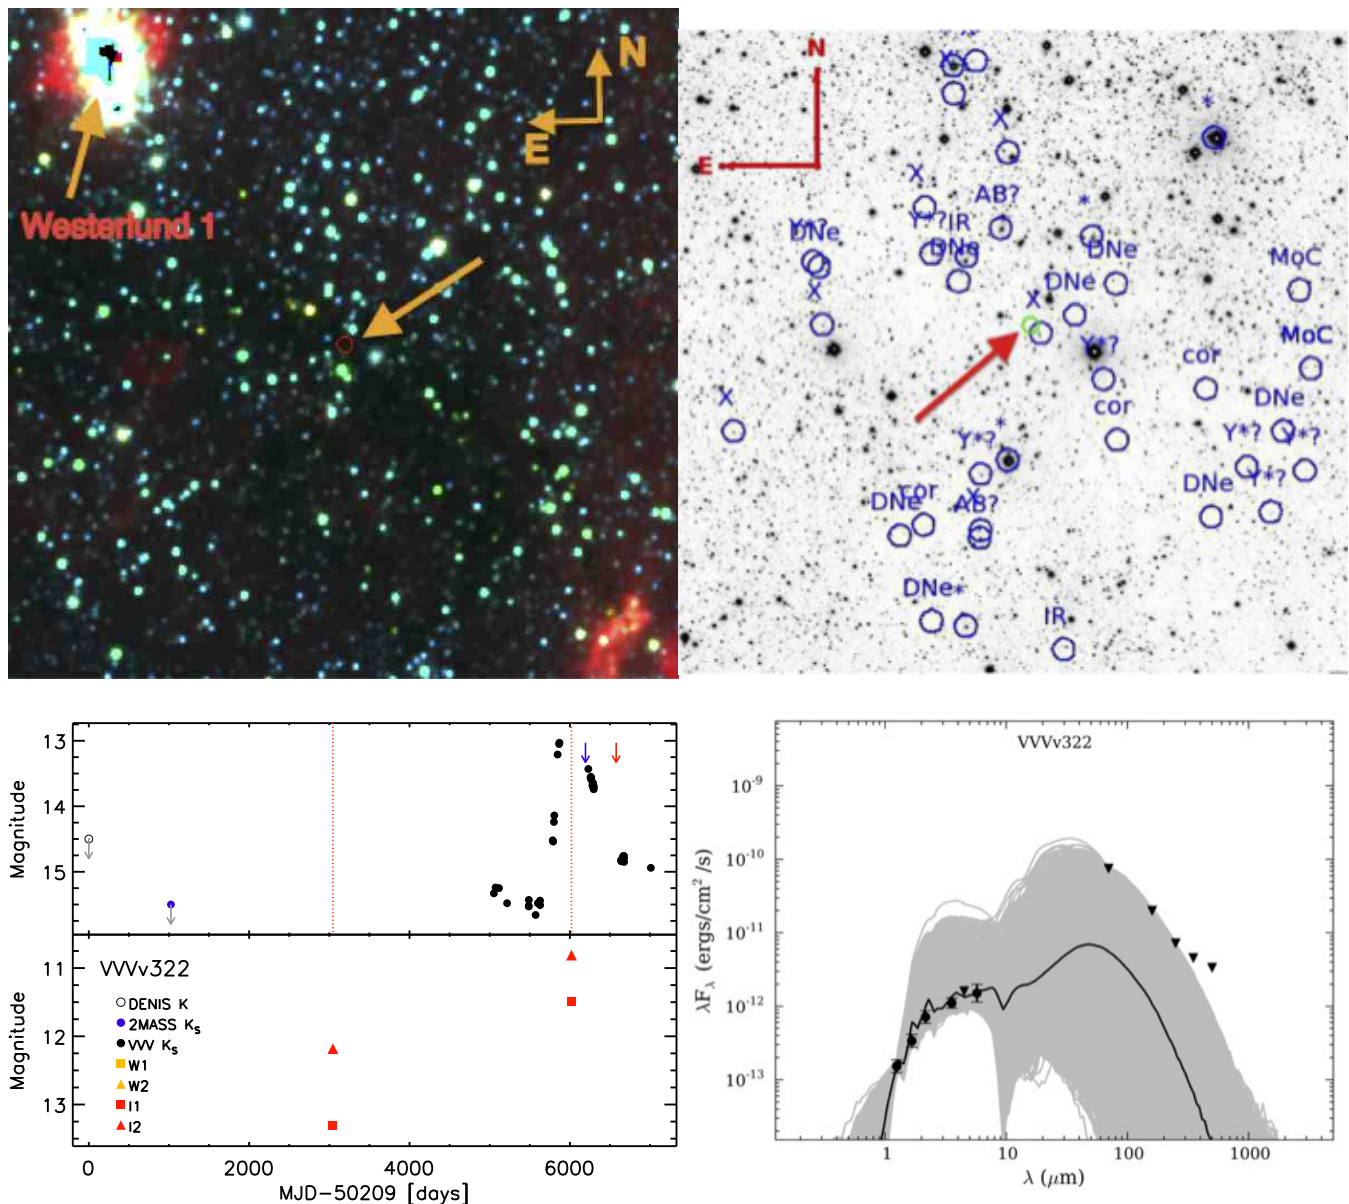 N
E
Westerlund 1
N
E
X
*
X
AB?
*
Y*?
IR
Y*?
DNe
DNe
DNe
MoC
DNe
X
X
Y*?
MoC
cor
X
cor
DNe
*
Y*?
Y*?
Y*?
X
DNe
cor
AB?
DNe
Y*?
DNe
*
IR
13
14
15
Magnitude
11
12
13
Magnitude
VVVv322
DENIS K
2MASS Ks
VVV Ks
W1
W2
I1
I2
0
2000
4000
6000
MJD-50209 [days]
VVVv322
10⁻⁹
10⁻¹⁰
10⁻¹¹
10⁻¹²
10⁻¹³
λFλ (ergs/cm² /s)
1
10
100
1000
λ (μm)